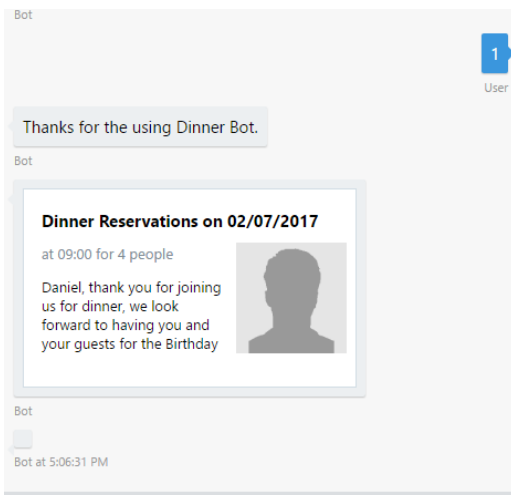 Bot
1
User
Thanks for the using Dinner Bot.
Bot
Dinner Reservations on 02/07/2017
at 09:00 for 4 people
Daniel, thank you for joining
us for dinner, we look
forward to having you and
your guests for the Birthday
Bot
Bot at 5:06:31 PM